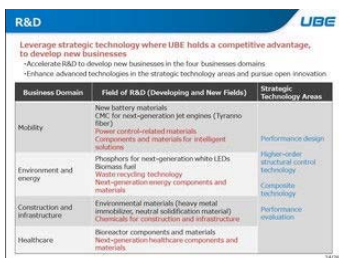 R&D
UBE
Leverage strategic technology where UBE holds a competitive advantage,
to develop new businesses
•Accelerate R&D to develop new businesses in the four businesses domains
•Enhance advanced technologies in the strategic technology areas and pursue open innovation
Business Domain
Field of R&D (Developing and New Fields)
Strategic
Technology Areas
Mobility
New battery materials
CMC for next-generation jet engines (Tyranno
fiber)
Power control-related materials
Components and materials for intelligent
solutions
Environment and
energy
Phosphors for next-generation white LEDs
Biomass fuel
Waste recycling technology
Next-generation energy components and
materials
Construction and
infrastructure
Environmental materials (heavy metal
immobilizer, neutral solidification material)
Chemicals for construction and infrastructure
Healthcare
Bioreactor components and materials
Next-generation healthcare components and
materials
Performance design
Higher-order
structural control
technology
Composite
technology
Performance
evaluation